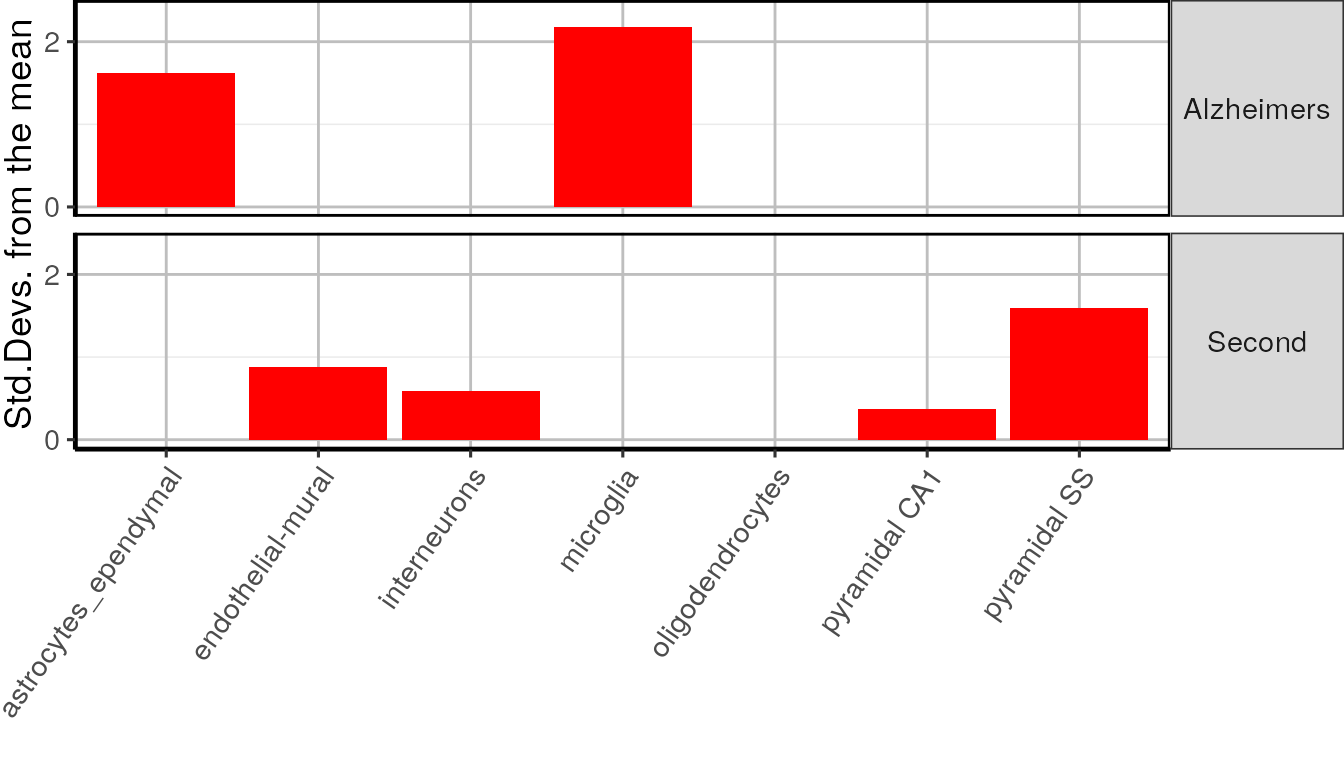 Std.Devs. from the mean
2
0
Alzheimers
2
0
Second
astrocytes_ependymal
endothelial-mural
interneurons
microglia
oligodendrocytes
pyramidal CA1
pyramidal SS